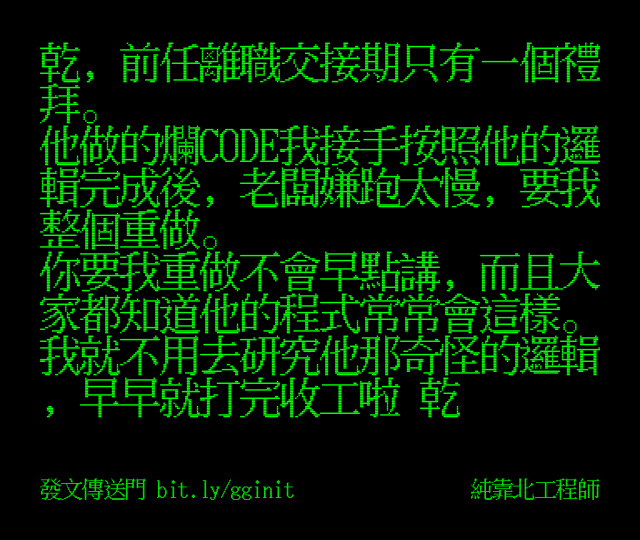 乾，前任離職交接期只有一個禮
拜。
他做的爛CODE我接手按照他的邏
輯完成後，老闆嫌跑太慢，要我
整個重做。
你要我重做不會早點講，而且大
家都知道他的程式常常會這樣。
我就不用去研究他那奇怪的邏輯
，早早就打完收工啦 乾
發文傳送門 bit.ly/gginit
純靠北工程師